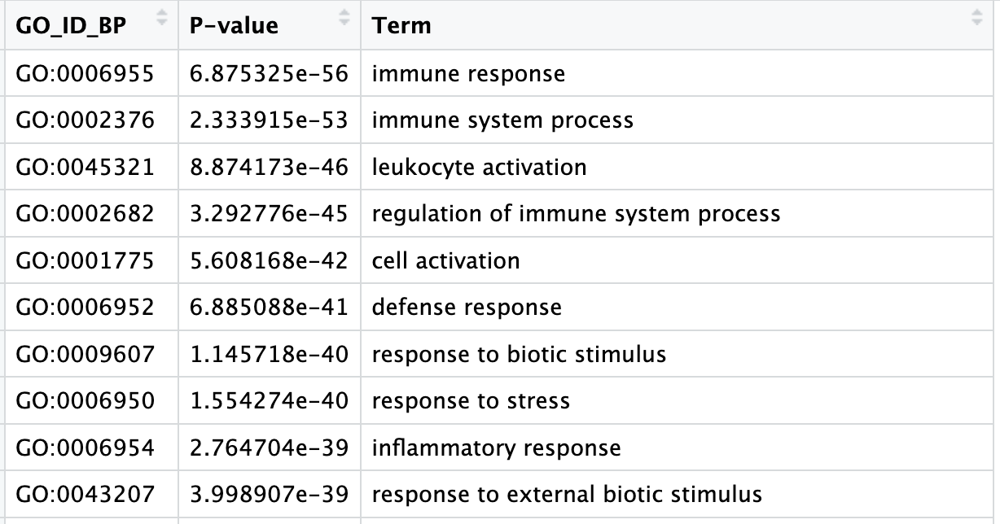 GO_ID_BP P-value Term
GO:0006955 6.875325e-56 immune response
GO:0002376 2.333915e-53 immune system process
GO:0045321 8.874173e-46 leukocyte activation
GO:0002682 3.292776e-45 regulation of immune system process
GO:0001775 5.608168e-42 cell activation
GO:0006952 6.885088e-41 defense response
GO:0009607 1.145718e-40 response to biotic stimulus
GO:0006950 1.554274e-40 response to stress
GO:0006954 2.764704e-39 inflammatory response
GO:0043207 3.998907e-39 response to external biotic stimulus